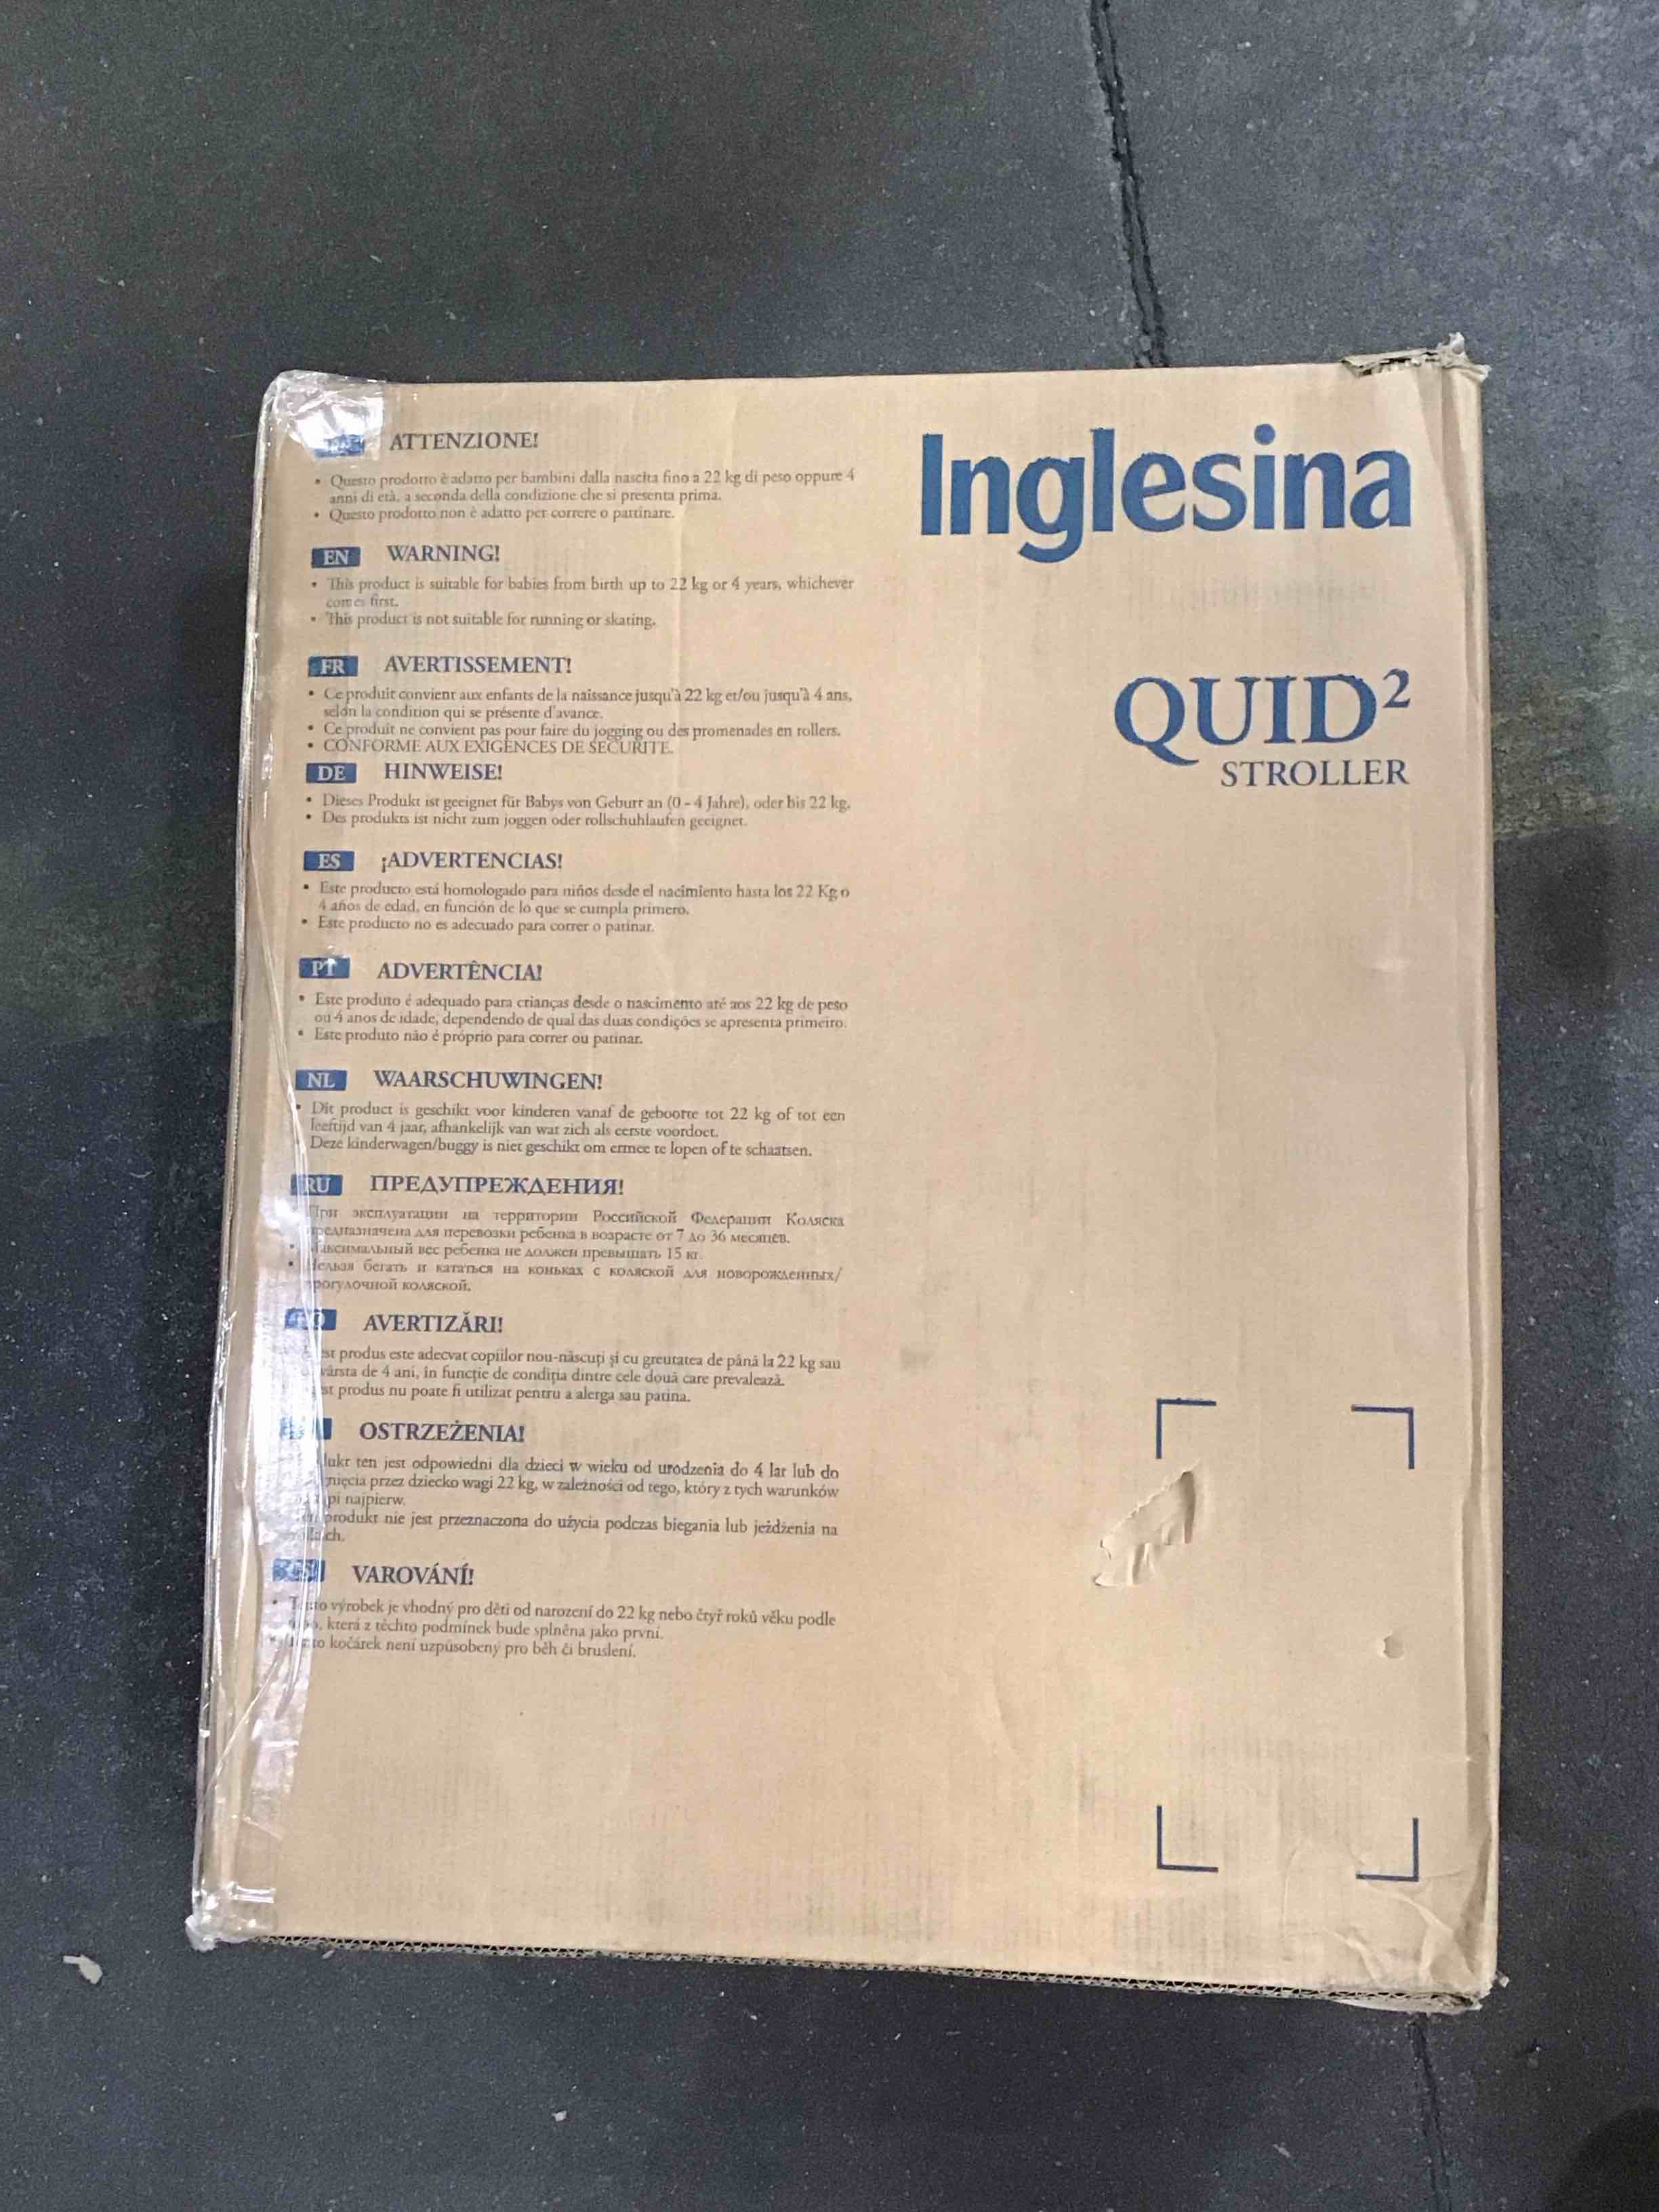 ATTENZIONE!
• Questo prodotto è adatto per bambini dalla nascita fino a 22 kg di peso oppure 4
anni di età, a seconda della condizione che si presenta prima.
• Questo prodotto non è adatto per correre o pattinare.
EN WARNING!
• This product is suitable for babies from birth up to 22 kg or 4 years, whichever
comes first.
• This product is not suitable for running or skating.
FR AVERTISSEMENT!
• Ce produit convient aux enfants de la naissance jusqu'à 22 kg et/ou jusqu'à 4 ans,
selon la condition qui se présente d'avance.
• Ce produit ne convient pas pour faire du jogging ou des promenades en rollers.
• CONFORME AUX EXIGENCES DE SECURITE.
DE HINWEISE!
• Dieses Produkt ist geeignet für Babys von Geburt an (0 - 4 Jahre), oder bis 22 kg.
• Des produkts ist nicht zum joggen oder rollschuhlaufen geeignet.
ES ¡ADVERTENCIAS!
• Este producto está homologado para niños desde el nacimiento hasta los 22 Kg o
4 años de edad, en función de lo que se cumpla primero.
• Este producto no es adecuado para correr o patinar.
PT ADVERTÊNCIA!
• Este produto é adequado para crianças desde o nascimento até aos 22 kg de peso
ou 4 anos de idade, dependendo de qual das duas condições se apresenta primeiro.
• Este produto não é próprio para correr ou patinar.
NL WAARSCHUWINGEN!
• Dit product is geschikt voor kinderen vanaf de geboorte tot 22 kg of tot een
leeftijd van 4 jaar, afhankelijk van wat zich als eerste voordoet.
Deze kinderwagen/buggy is niet geschikt om ermee te lopen of te schaatsen.
RU ПРЕДУПРЕЖДЕНИЯ!
При эксплуатации на территории Российской Федерации Коляска
предназначена для перевозки ребенка в возрасте от 7 до 36 месяцев.
• Максимальный вес ребенка не должен превышать 15 кг.
• Нельзя бегать и кататься на коньках с коляской для новорожденных/
прогулочной коляской.
AVERTIZĂRI!
produs este adecvat copiilor nou-născuți și cu greutatea de până la 22 kg sau
vârsta de 4 ani, în funcție de condiția dintre cele două care prevalează.
produs nu poate fi utilizat pentru a alerga sau patina.
OSTRZEŻENIA!
ten jest odpowiedni dla dzieci w wieku od urodzenia do 4 lat lub do
przez dziecko wagi 22 kg, w zależności od tego, który z tych warunków
najpierw.
produkt nie jest przeznaczona do użycia podczas biegania lub jeżdżenia na
VAROVÁNÍ!
• Tento výrobek je vhodný pro děti od narození do 22 kg nebo čtyř roků věku podle
která z těchto podmínek bude splněna jako první.
kočárek není uzpůsobený pro běh či bruslení.
Inglesina
QUID²
STROLLER